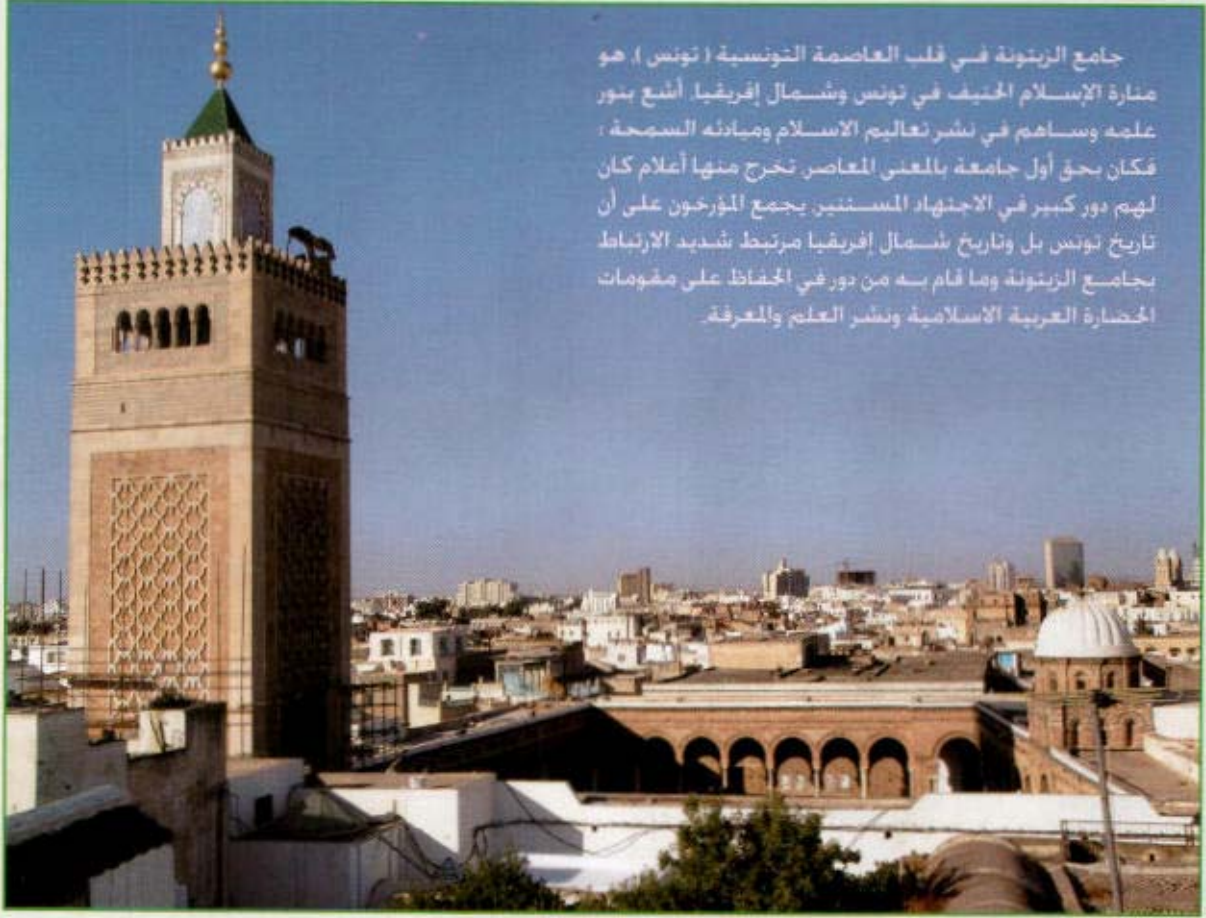 جامع الزيتونة في قلب العاصمة التونسية ( تونس )، هو
منارة الإسلام الحنيف في تونس وشمال إفريقيا. أشع بنور
علمه وساهم في نشر تعاليم الاسلام ومبادئه السمحة :
فكان بحق أول جامعة بالمعنى المعاصر. تخرج منها أعلام كان
لهم دور كبير في الاجتهاد المستنير. يجمع المؤرخون على أن
تاريخ تونس بل وتاريخ شمال إفريقيا مرتبط شديد الارتباط
بجامع الزيتونة وما قام به من دور في الحفاظ على مقومات
الحضارة العربية الاسلامية ونشر العلم والمعرفة.